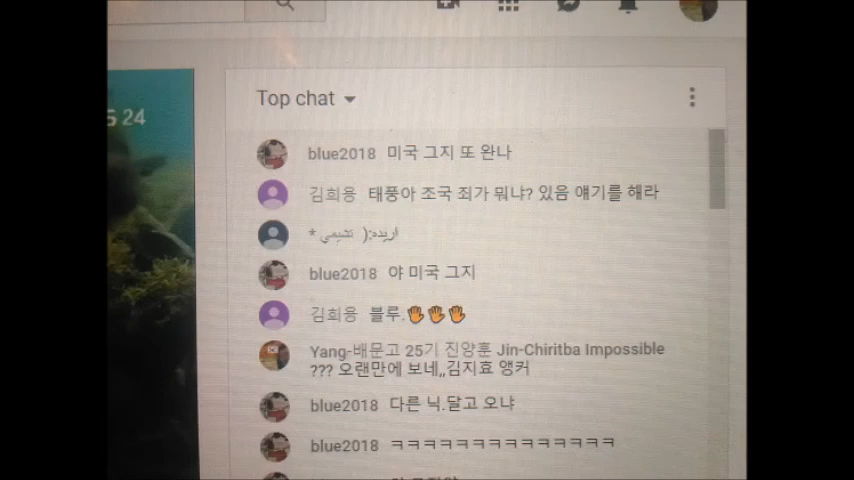 5 24
Top chat
blue2018 미국 그지 또 완나
김희용 태풍아 조국 죄가 뭐냐? 있음 얘기를 해라
blue2018 야 미국 그지
김희용 블루.🖐🖐🖐
Yang-배문고 25기 진양훈 Jin-Chiritba Impossible
??? 오랜만에 보네,,김지효 앵커
blue2018 다른 닉.달고 오냐
blue2018 ㅋㅋㅋㅋㅋㅋㅋㅋㅋㅋㅋㅋㅋㅋ